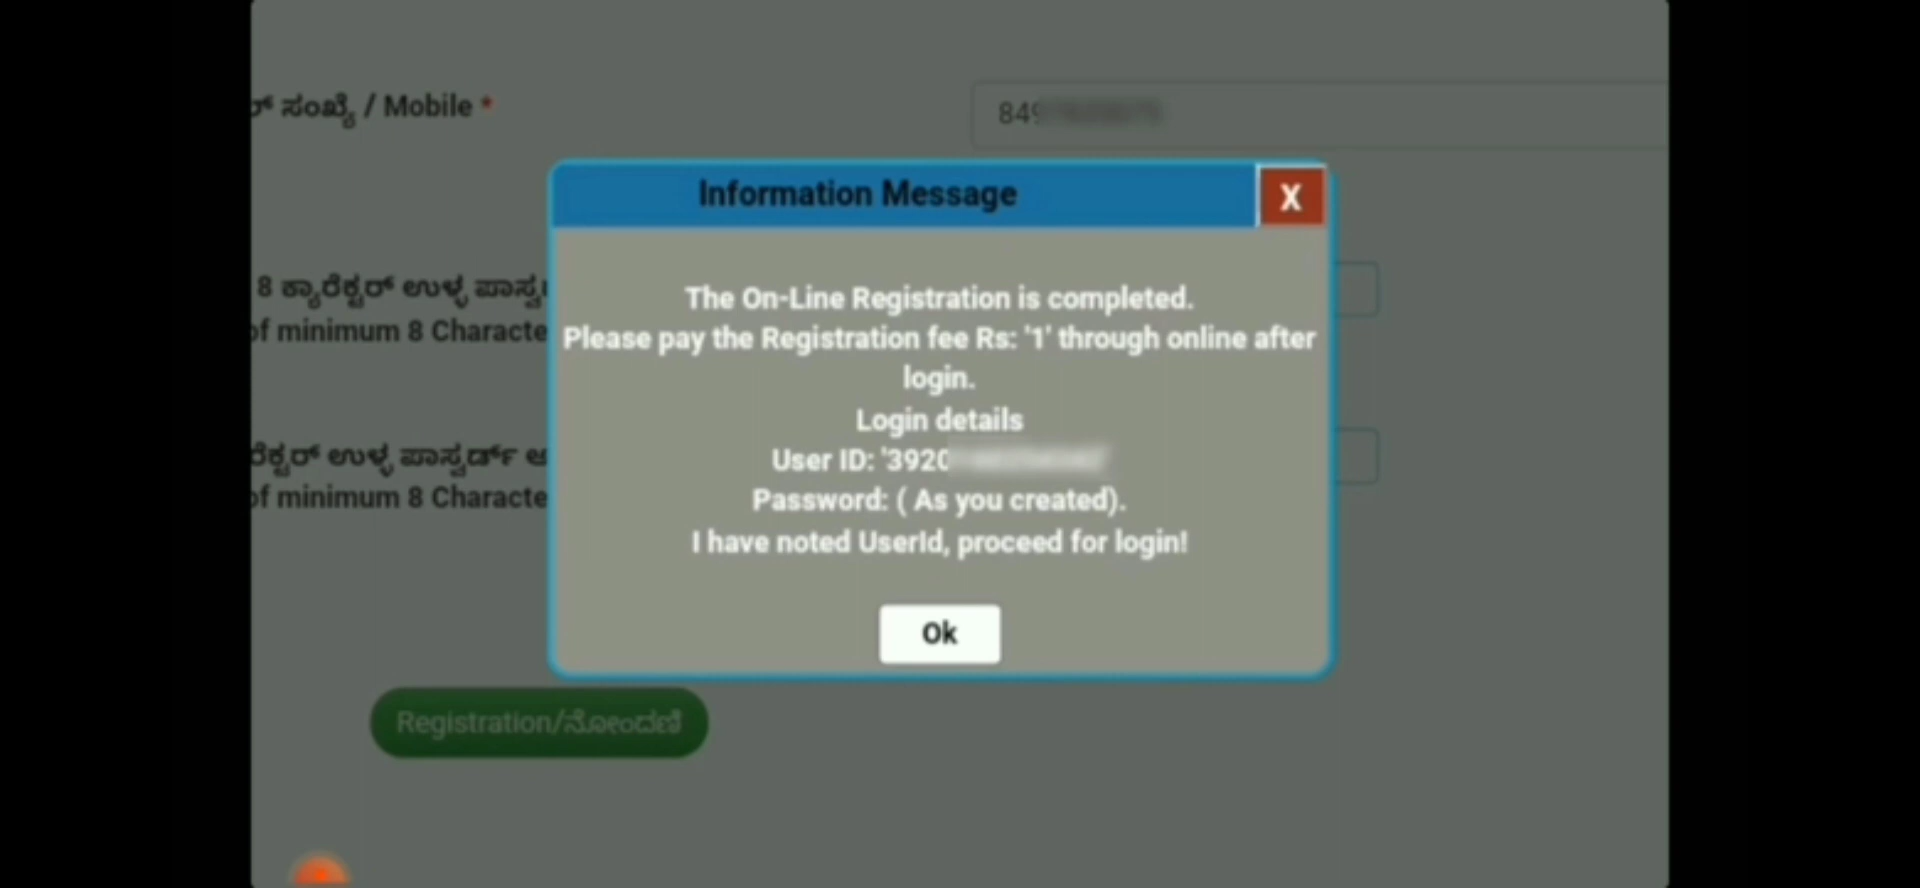 ರ್ ಸಂಖ್ಯೆ / Mobile *
849
Information Message
X
The On-Line Registration is completed.
Please pay the Registration fee Rs: '1' through online after
login.
Login details
User ID: '3920
Password: ( As you created).
I have noted UserId, proceed for login!
Ok
8 ಕ್ಯಾರೆಕ್ಟರ್ ಉಳ್ಳ
of minimum 8 Characte
ರೆಕ್ಟರ್ ಉಳ್ಳ ಪಾಸ್ವರ್ಡ್ ಅ
of minimum 8 Characte
Registration/ನೋಂದಣಿ